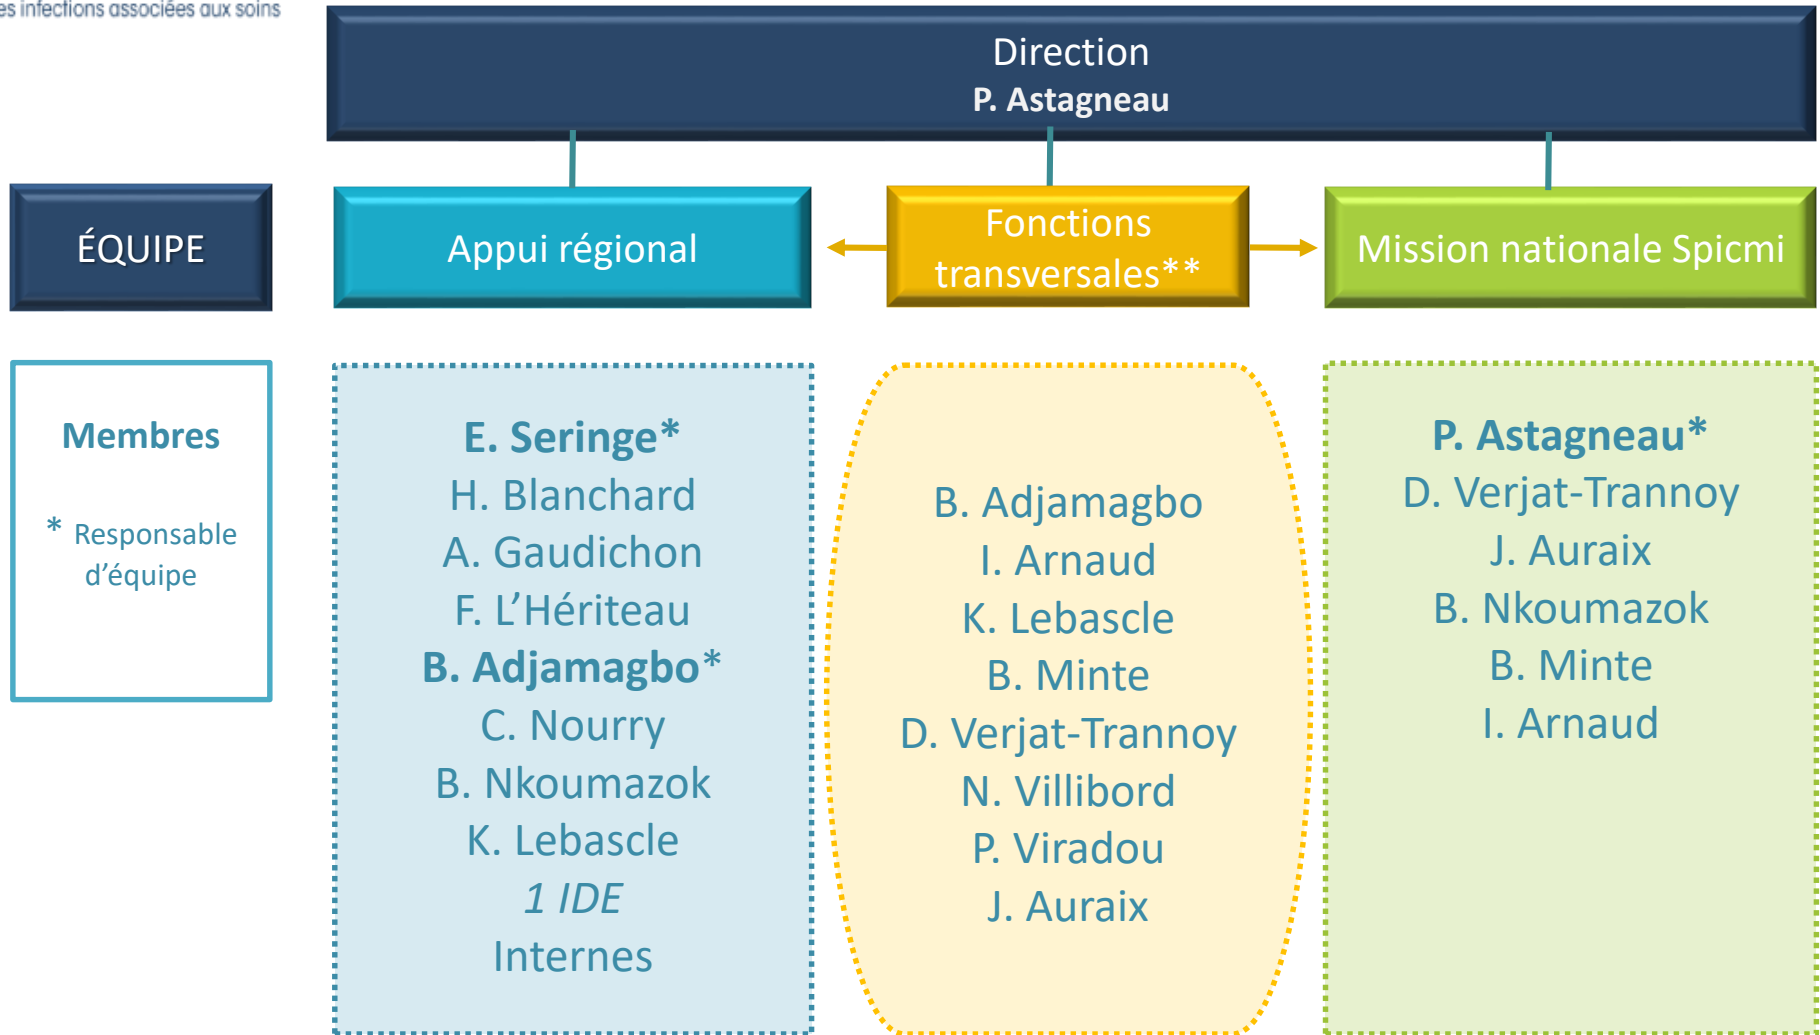 es infections associées aux soins
Direction
P. Astagneau
ÉQUIPE
Appui régional
Fonctions
transversales**
Mission nationale Spicmi
Membres
* Responsable
d'équipe
E. Seringe*
H. Blanchard
A. Gaudichon
F. L'Hériteau
B. Adjamagbo*
C. Nourry
B. Nkoumazok
K. Lebascle
1 IDE
Internes
B. Adjamagbo
I. Arnaud
K. Lebascle
B. Minte
D. Verjat-Trannoy
N. Villibord
P. Viradou
J. Auraix
P. Astagneau*
D. Verjat-Trannoy
J. Auraix
B. Nkoumazok
B. Minte
I. Arnaud